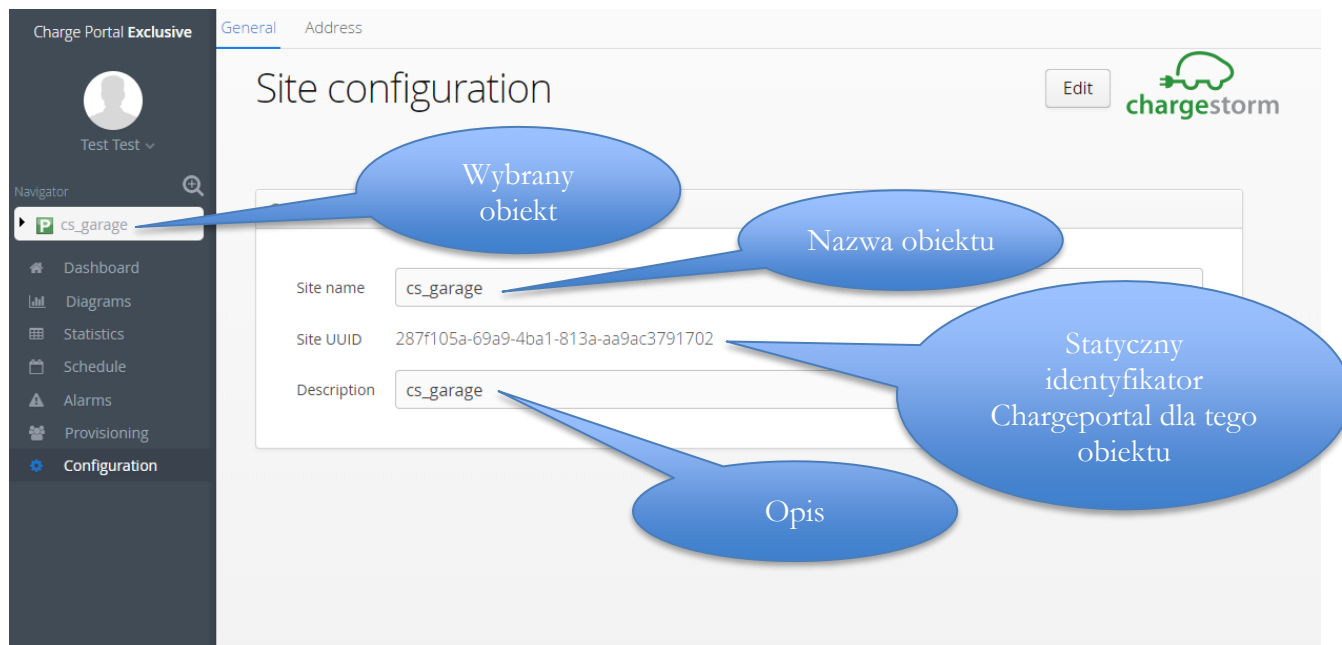 Charge Portal Exclusive
General Address
Site configuration
Edit
chargestorm
Test Test
Navigator
cs_garage
Wybrany
obiekt
Nazwa obiektu
Dashboard
Diagrams
Statistics
Schedule
Alarms
Provisioning
Configuration
Site name cs_garage
Site UUID 287f105a-69a9-4ba1-813a-aa9ac3791702
Description cs_garage
Statyczny
identyfikator
Chargeportal dla tego
obiektu
Opis